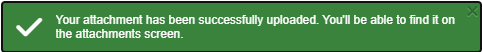 Your attachment has been successfully uploaded. You'll be able to find it on
the attachments screen.